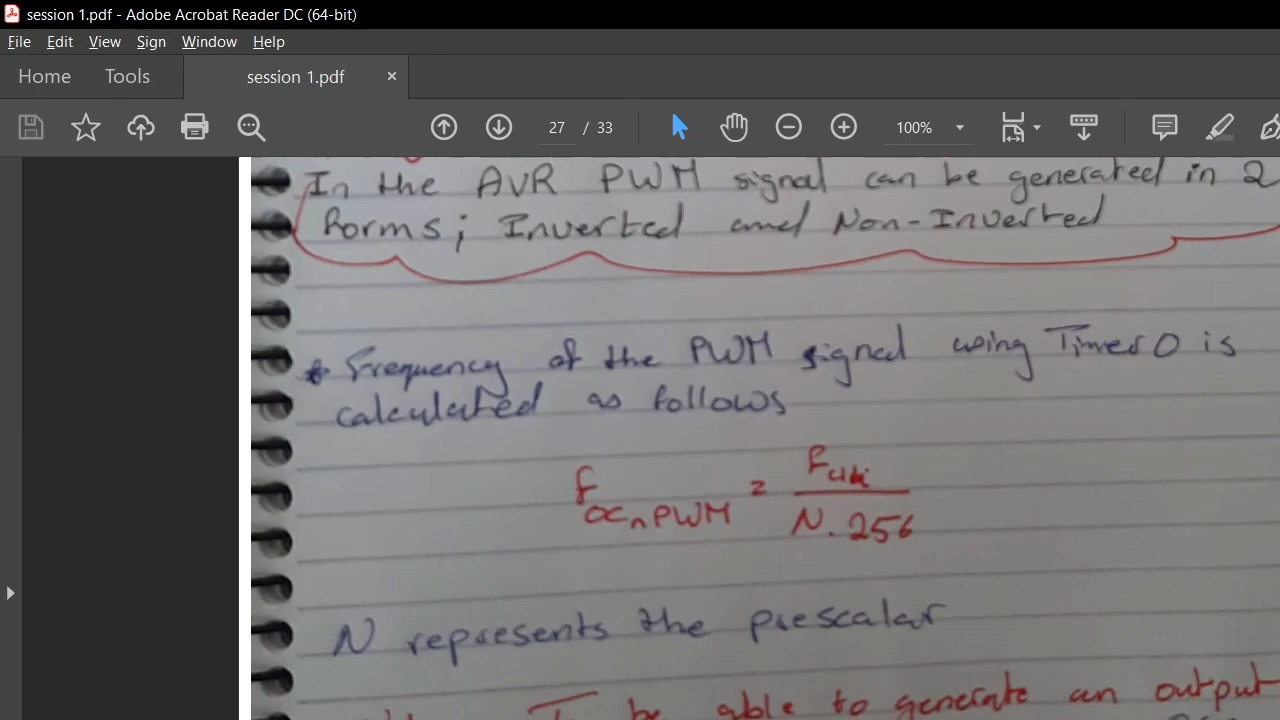 session 1.pdf - Adobe Acrobat Reader DC (64-bit)
File Edit View Sign Window Help
Home Tools session 1.pdf ×
27 / 33 100%
In the AVR PWM signal can be generated in 2
Forms; Inverted and Non-Inverted
* Frequency of the PWM signal using Timer0 is
calculated as follows
f OCnPWM = Fclk / N.256
N represents the prescalar
To be able to generate an output